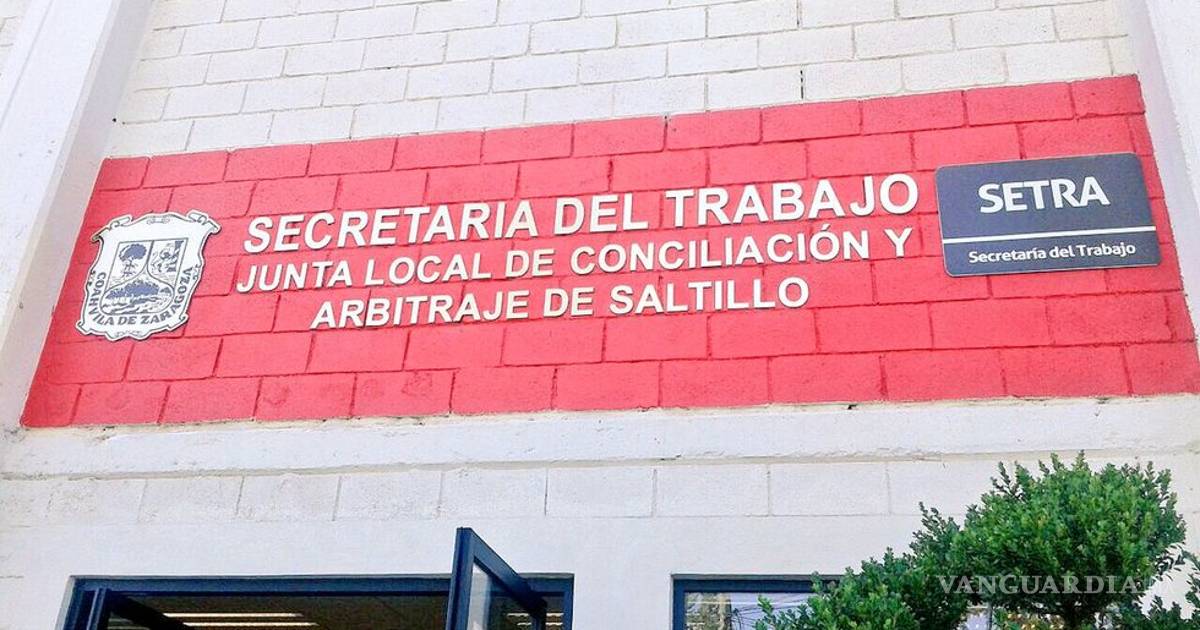 SECRETARIA DEL TRABAJO
JUNTA LOCAL DE CONCILIACIÓN Y
ARBITRAJE DE SALTILLO
COAHUILA DE ZARAGOZA
SETRA
Secretaría del Trabajo
VANGUARDIA